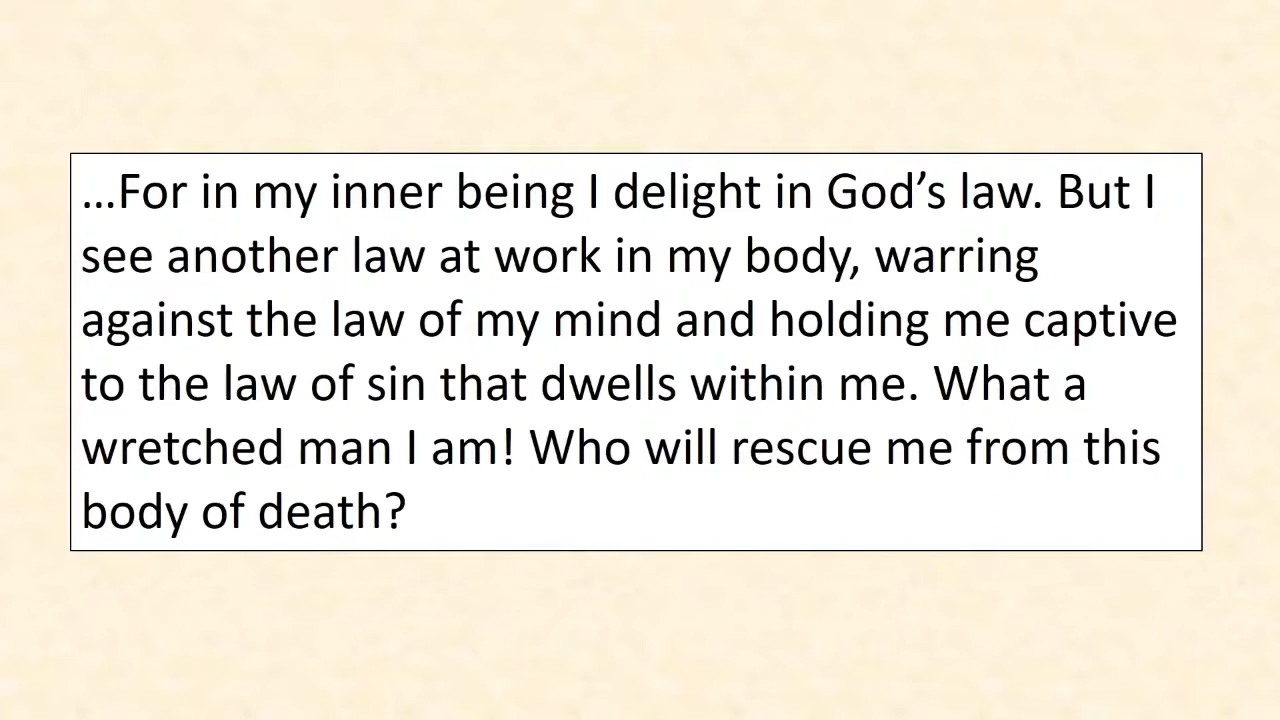 …For in my inner being I delight in God’s law. But I
see another law at work in my body, warring
against the law of my mind and holding me captive
to the law of sin that dwells within me. What a
wretched man I am! Who will rescue me from this
body of death?